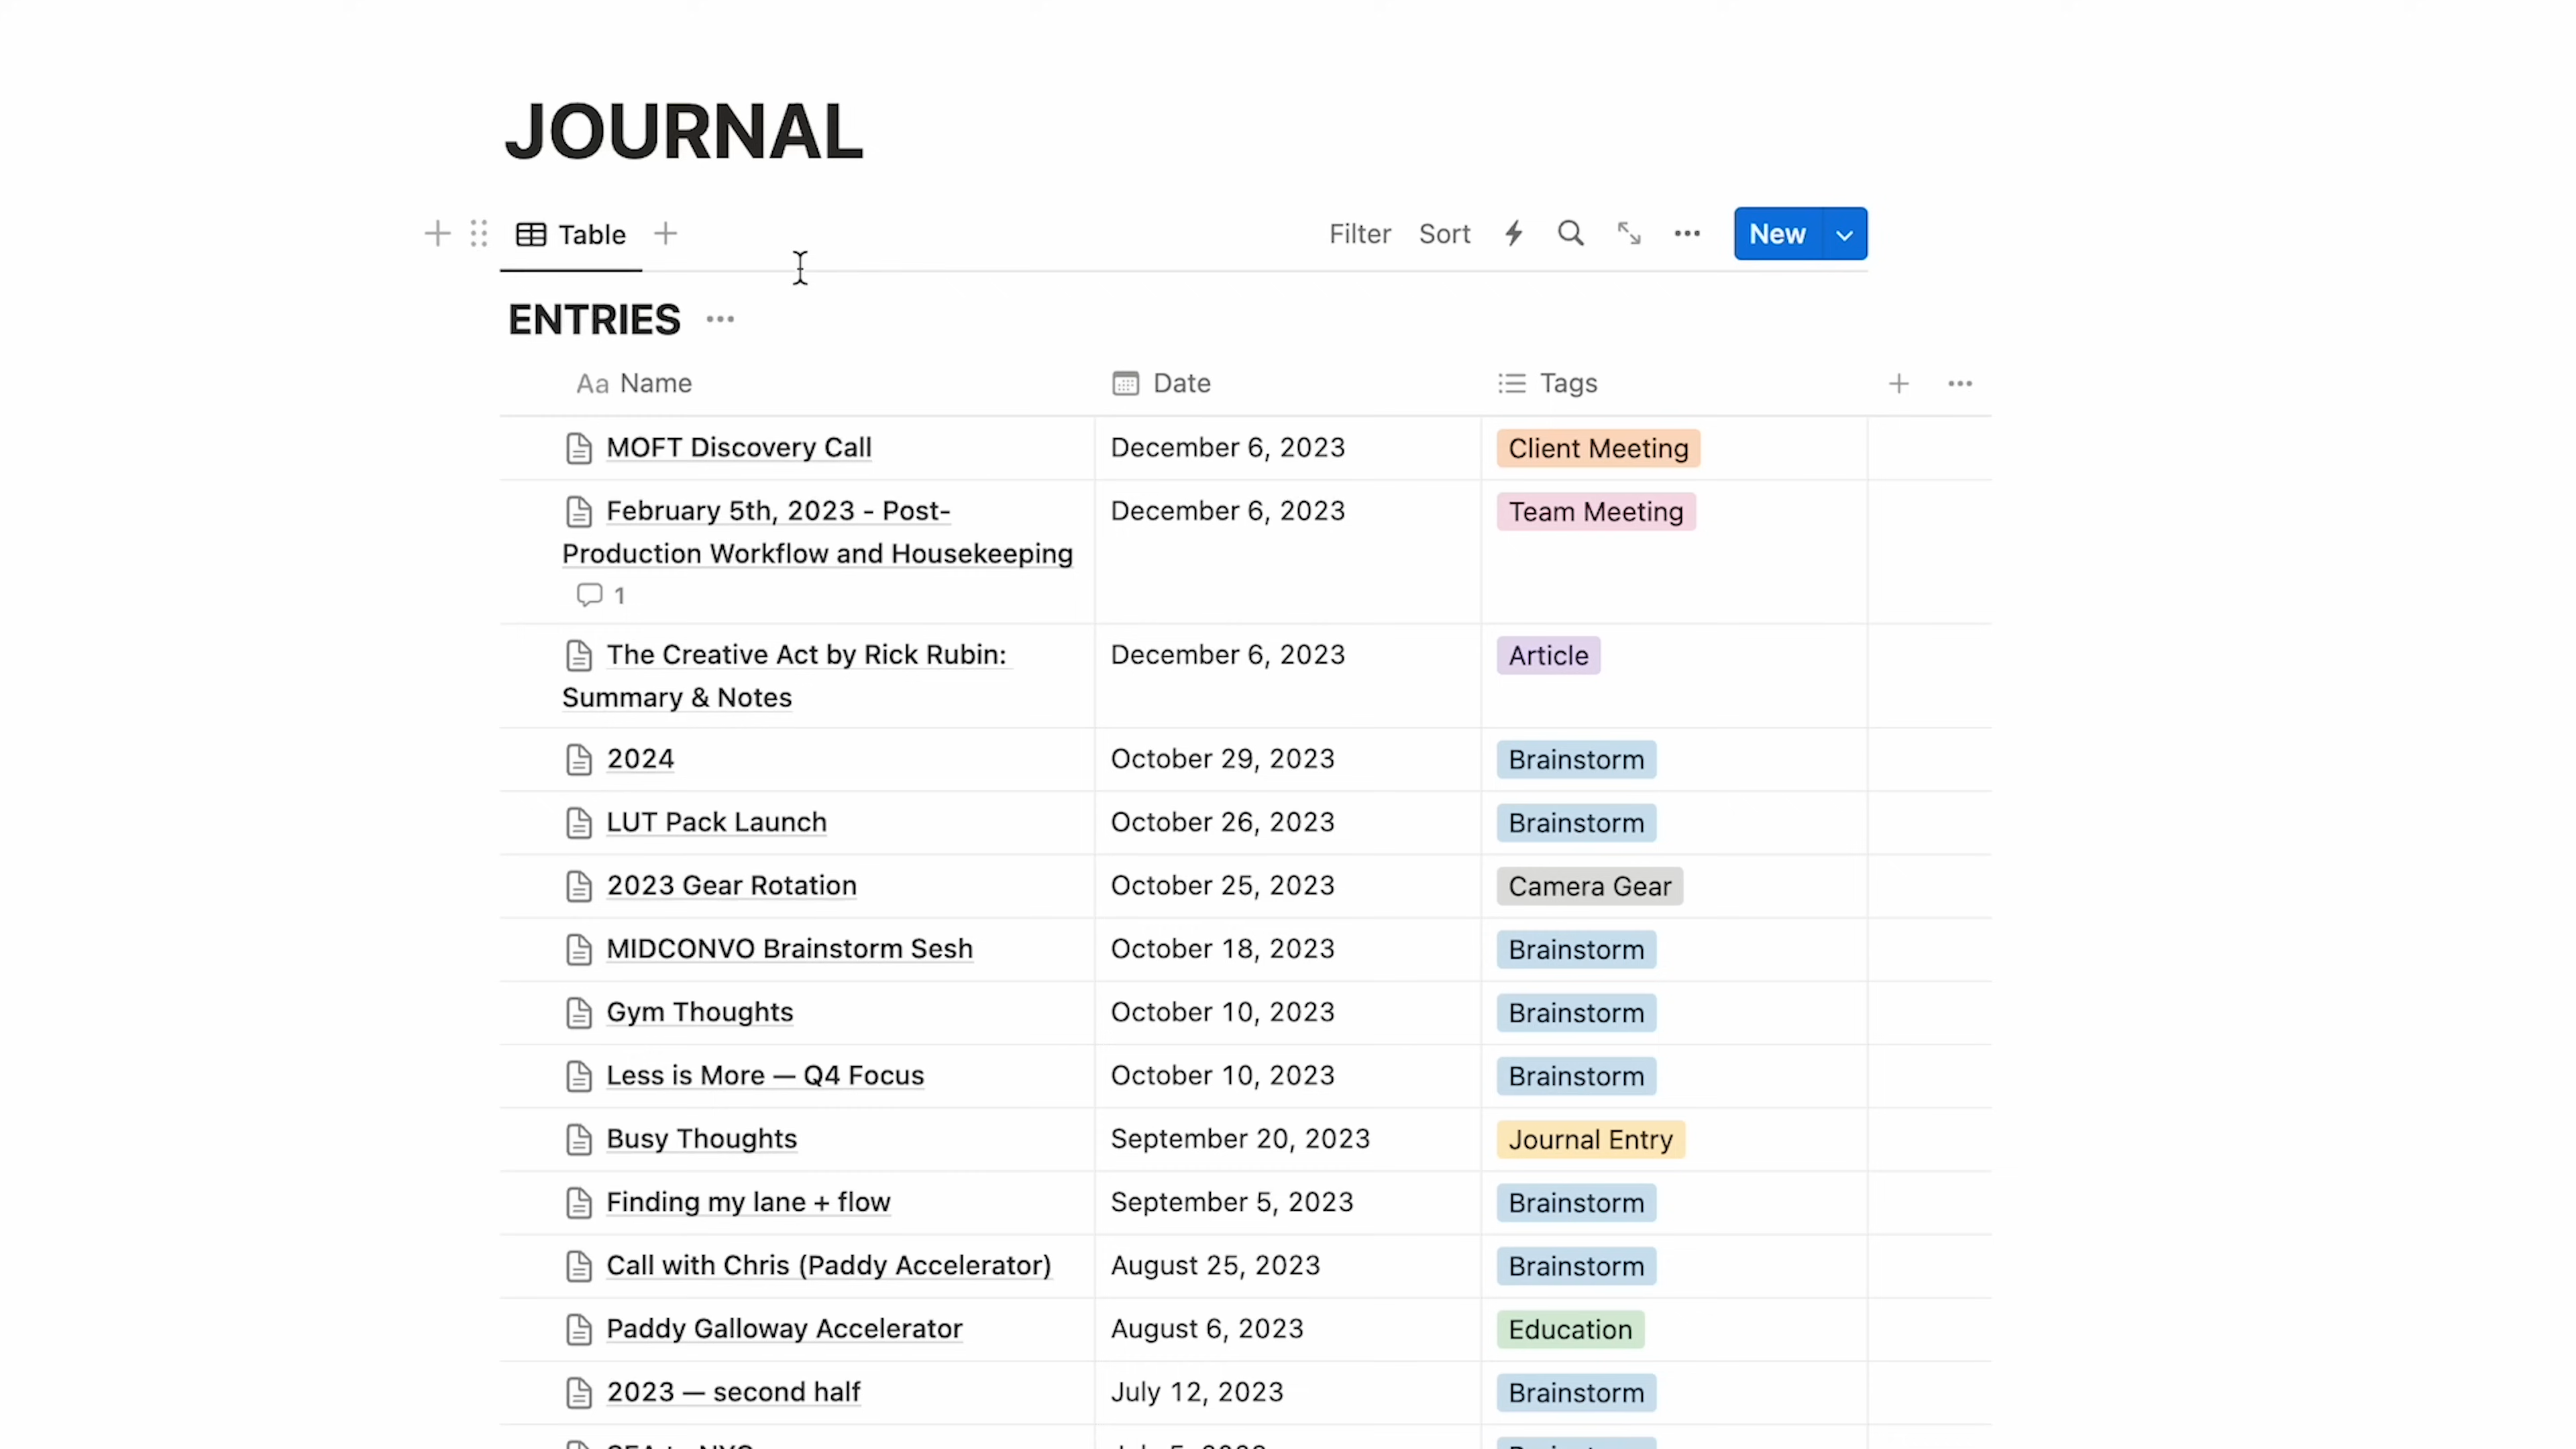 JOURNAL
Table
Filter Sort New
ENTRIES
Aa Name Date Tags
MOFT Discovery Call December 6, 2023 Client Meeting
February 5th, 2023 - Post- December 6, 2023 Team Meeting
Production Workflow and Housekeeping
1
The Creative Act by Rick Rubin: December 6, 2023 Article
Summary & Notes
2024 October 29, 2023 Brainstorm
LUT Pack Launch October 26, 2023 Brainstorm
2023 Gear Rotation October 25, 2023 Camera Gear
MIDCONVO Brainstorm Sesh October 18, 2023 Brainstorm
Gym Thoughts October 10, 2023 Brainstorm
Less is More — Q4 Focus October 10, 2023 Brainstorm
Busy Thoughts September 20, 2023 Journal Entry
Finding my lane + flow September 5, 2023 Brainstorm
Call with Chris (Paddy Accelerator) August 25, 2023 Brainstorm
Paddy Galloway Accelerator August 6, 2023 Education
2023 — second half July 12, 2023 Brainstorm